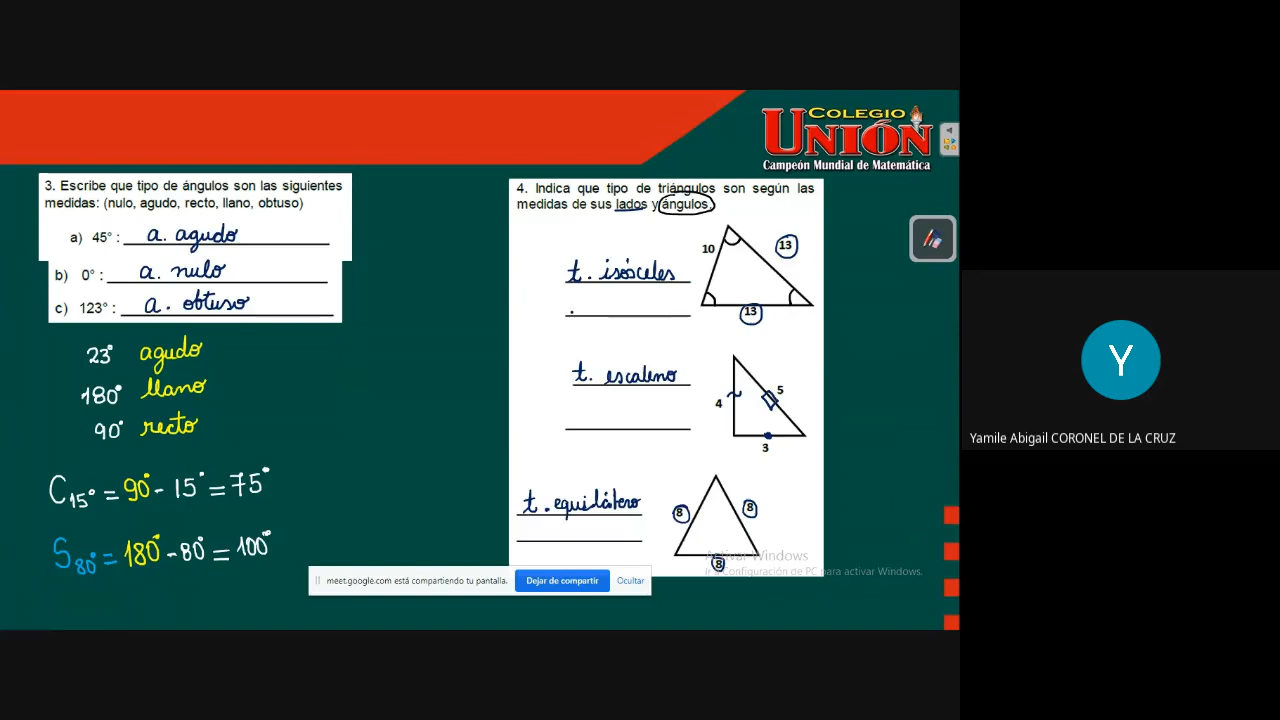 COLEGIO
UNIÓN
Campeón Mundial de Matemática
3. Escribe que tipo de ángulos son las siguientes
medidas: (nulo, agudo, recto, llano, obtuso)
a) 45° : a. agudo
b) 0° : a. nulo
c) 123° : a. obtuso
23° agudo
180° llano
90° recto
C15° = 90° - 15° = 75°
S80° = 180° - 80° = 100°
4. Indica que tipo de triángulos son según las
medidas de sus lados y ángulos.
10
13
13
t. isósceles
4
5
3
t. escaleno
8
8
8
t. equilátero
Activar Windows
Ir a Configuración de PC para activar Windows.
meet.google.com está compartiendo tu pantalla.
Dejar de compartir
Ocultar
Y
Yamile Abigail CORONEL DE LA CRUZ